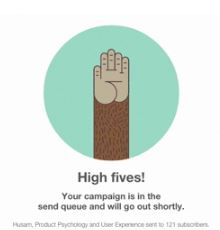 High fives!
Your campaign is in the
send queue and will go out shortly.
Husam, Product Psychology and User Experience sent to 121 subscribers.